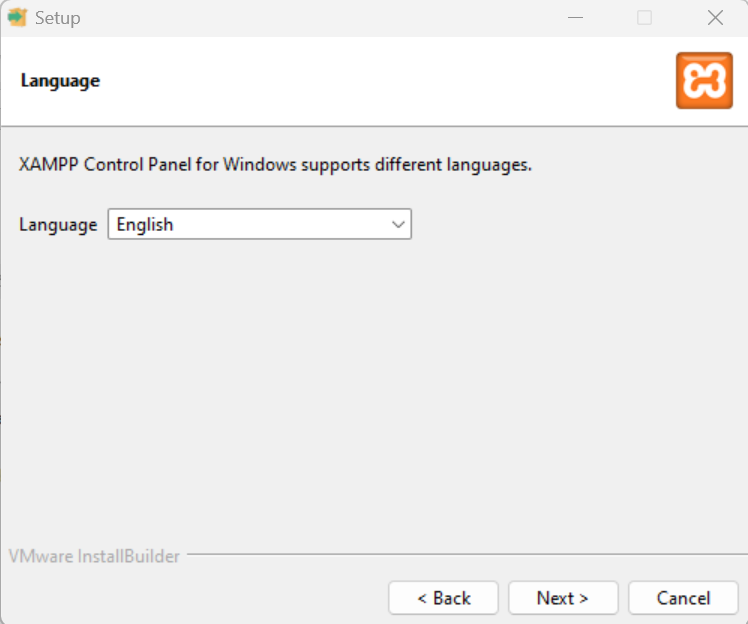 Setup
Language
XAMPP Control Panel for Windows supports different languages.
Language English
VMware InstallBuilder
< Back Next > Cancel